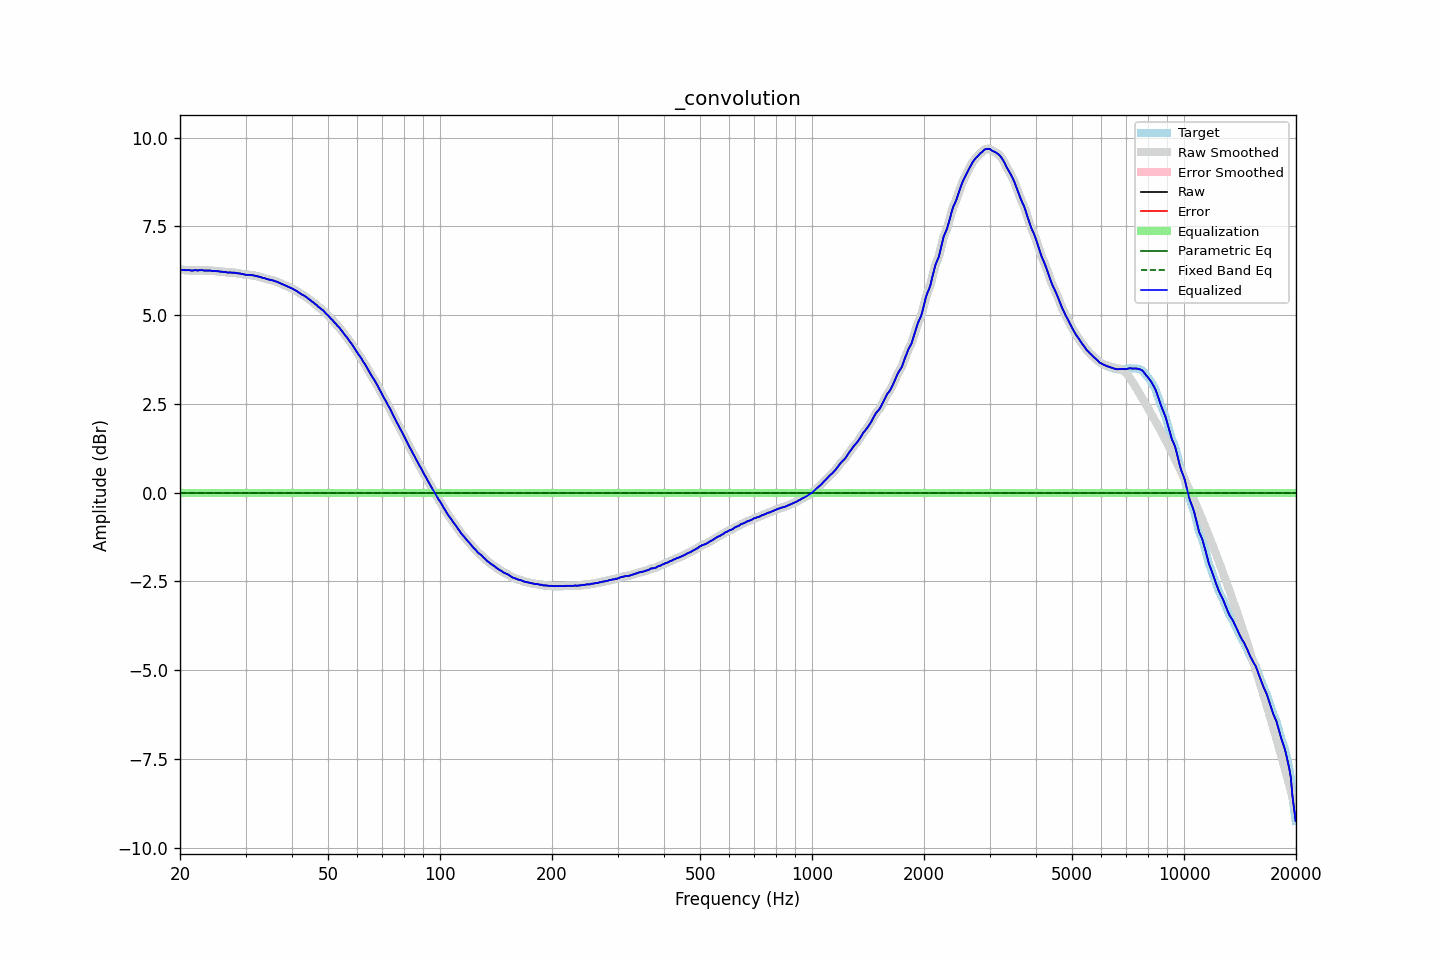 _convolution
10.0
7.5
5.0
2.5
0.0
−2.5
−5.0
−7.5
−10.0
Amplitude (dBr)
Target
Raw Smoothed
Error Smoothed
Raw
Error
Equalization
Parametric Eq
Fixed Band Eq
Equalized
20 50 100 200 500 1000 2000 5000 10000 20000
Frequency (Hz)